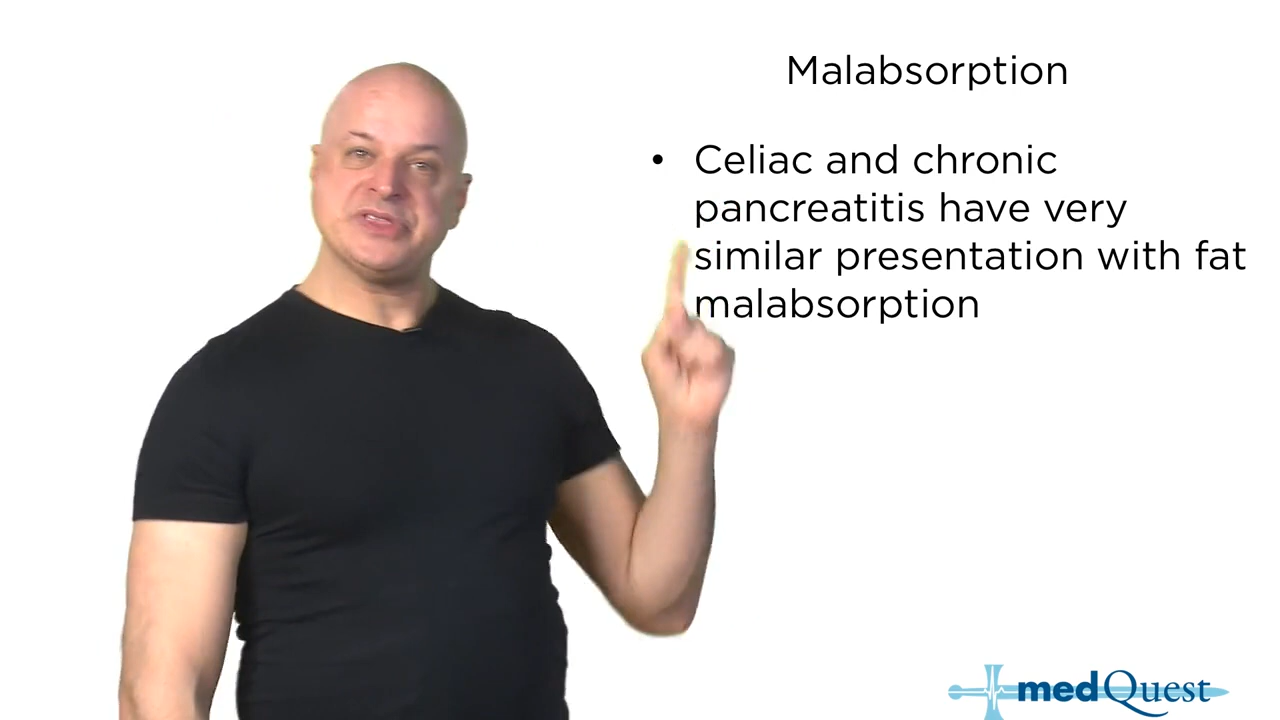 Malabsorption
• Celiac and chronic
pancreatitis have very
similar presentation with fat
malabsorption
medQuest